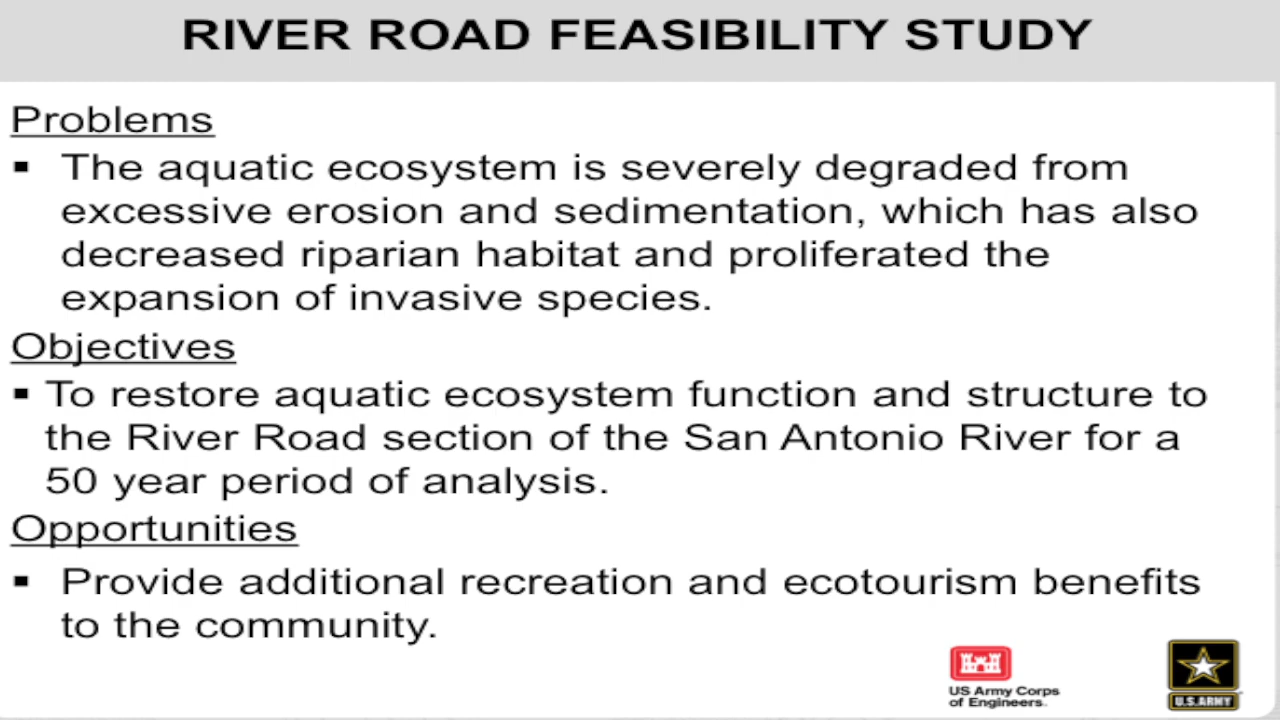 RIVER ROAD FEASIBILITY STUDY
Problems
▪ The aquatic ecosystem is severely degraded from
excessive erosion and sedimentation, which has also
decreased riparian habitat and proliferated the
expansion of invasive species.
Objectives
▪ To restore aquatic ecosystem function and structure to
the River Road section of the San Antonio River for a
50 year period of analysis.
Opportunities
▪ Provide additional recreation and ecotourism benefits
to the community.
US Army Corps
of Engineers.
U.S.ARMY